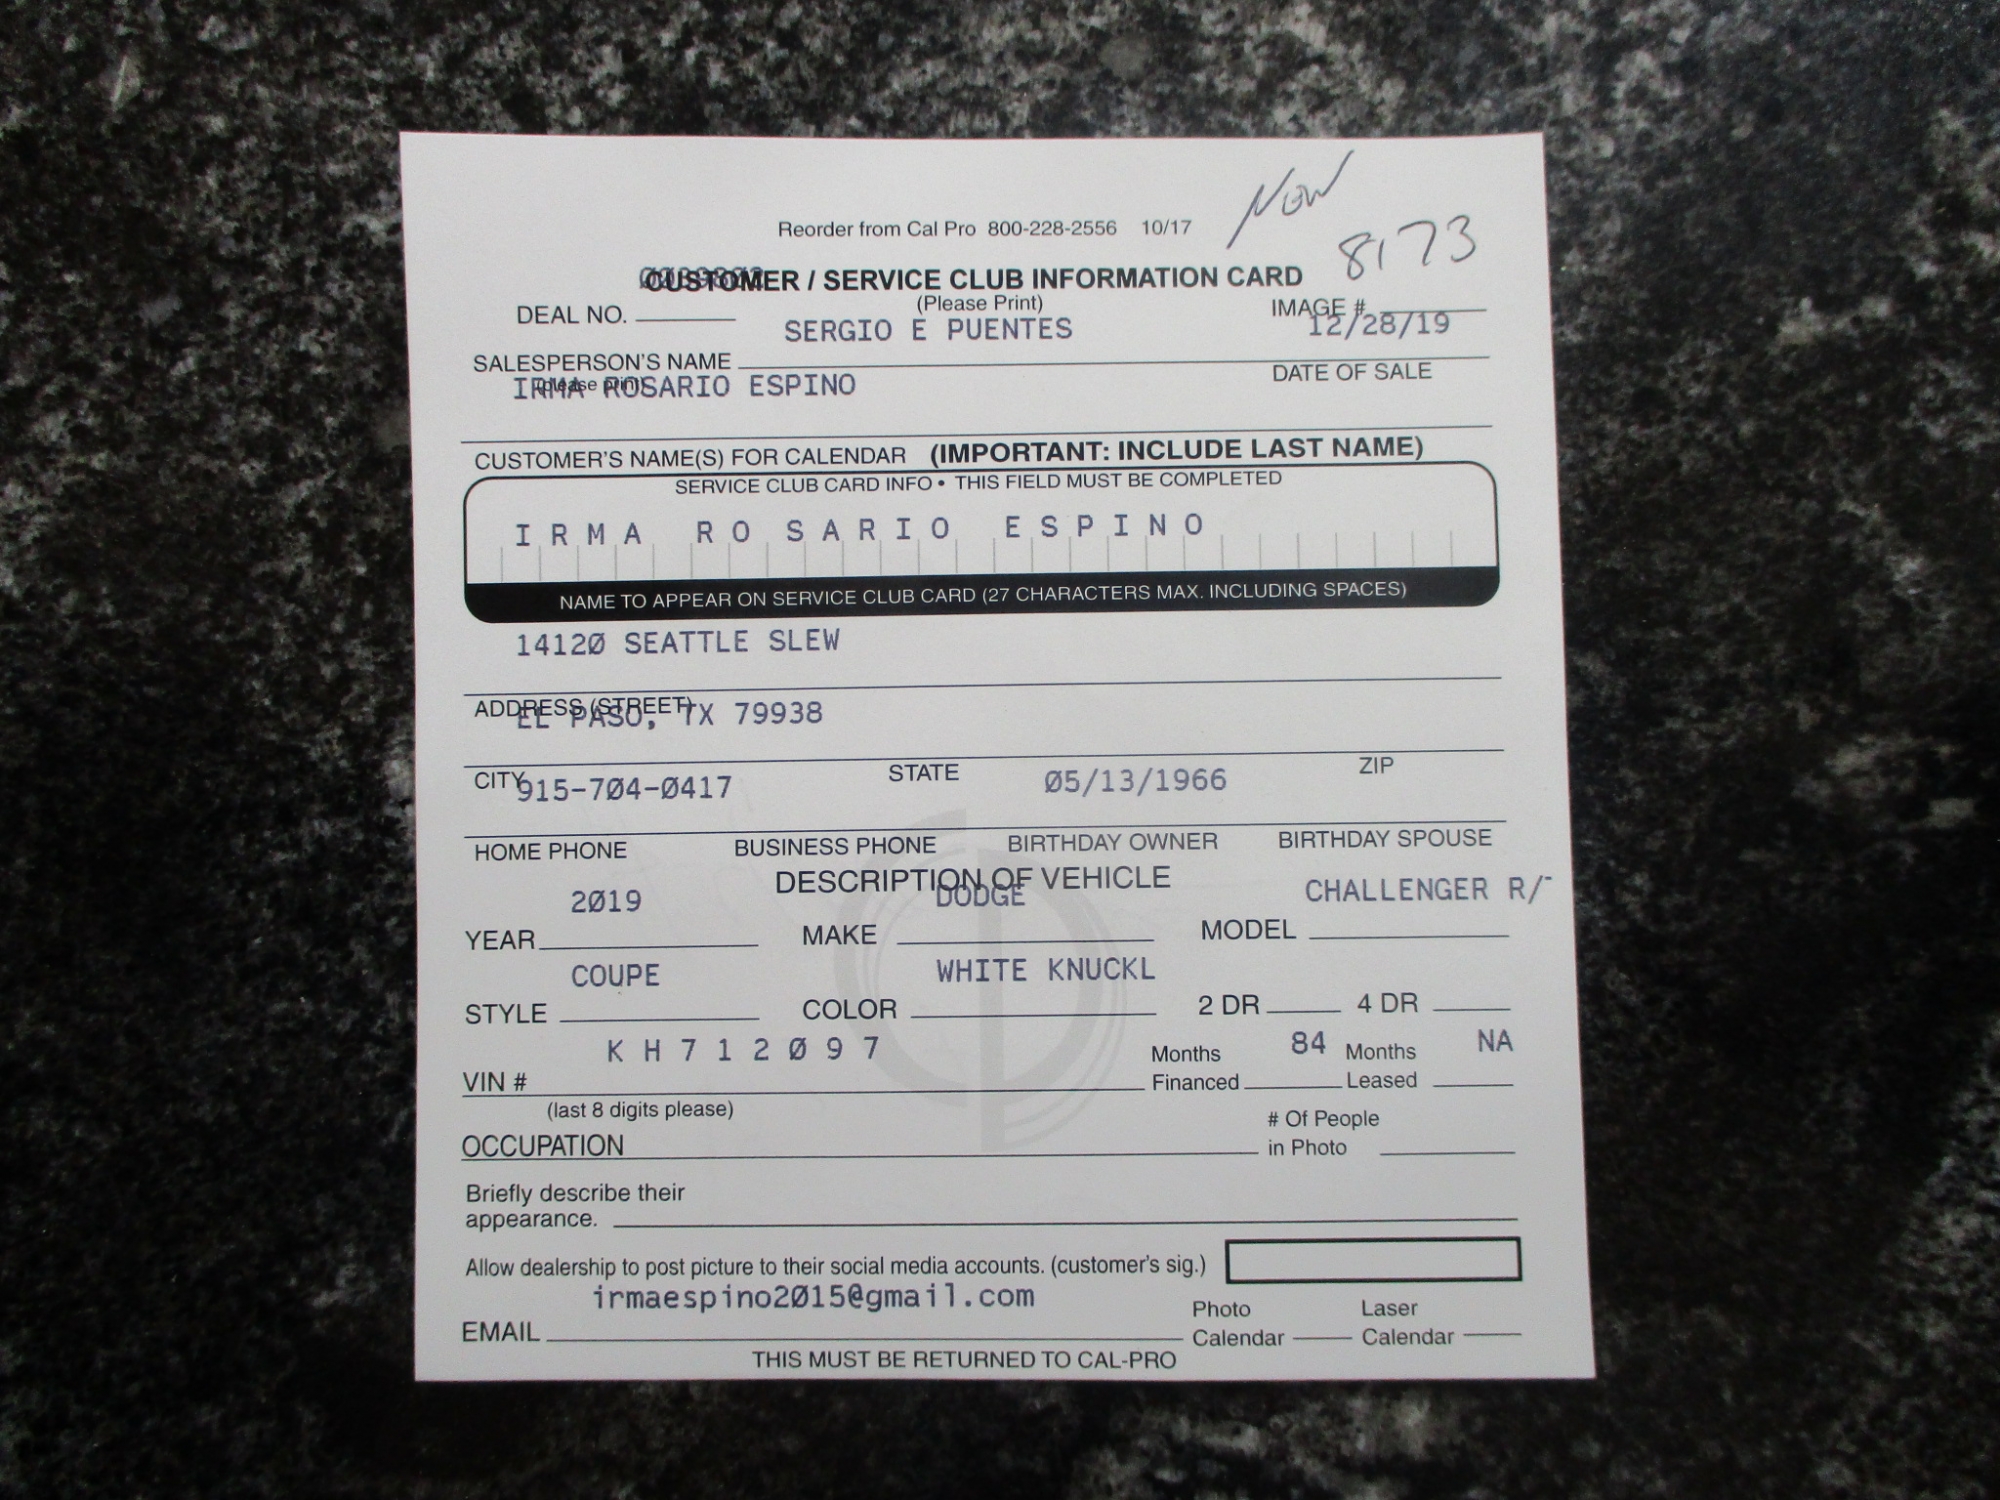 New
Reorder from Cal Pro 800-228-2556 10/17
8173
CUSTOMER / SERVICE CLUB INFORMATION CARD
(Please Print)
DEAL NO. IMAGE #
SERGIO E PUENTES 12/28/19
SALESPERSON'S NAME DATE OF SALE
(please print)
IRMA ROSARIO ESPINO
CUSTOMER'S NAME(S) FOR CALENDAR (IMPORTANT: INCLUDE LAST NAME)
SERVICE CLUB CARD INFO • THIS FIELD MUST BE COMPLETED
IRMA ROSARIO ESPINO
NAME TO APPEAR ON SERVICE CLUB CARD (27 CHARACTERS MAX. INCLUDING SPACES)
14120 SEATTLE SLEW
ADDRESS (STREET)
EL PASO, TX 79938
CITY STATE ZIP
915-704-0417 05/13/1966
HOME PHONE BUSINESS PHONE BIRTHDAY OWNER BIRTHDAY SPOUSE
DESCRIPTION OF VEHICLE
2019 DODGE CHALLENGER
YEAR MAKE MODEL
COUPE WHITE KNUCKL
STYLE COLOR 2 DR 4 DR
KH712097 Months 84 Months NA
VIN # Financed Leased
(last 8 digits please)
# Of People
OCCUPATION in Photo
Briefly describe their
appearance.
Allow dealership to post picture to their social media accounts. (customer's sig.)
irmaespino2015@gmail.com
Photo Laser
EMAIL Calendar Calendar
THIS MUST BE RETURNED TO CAL-PRO